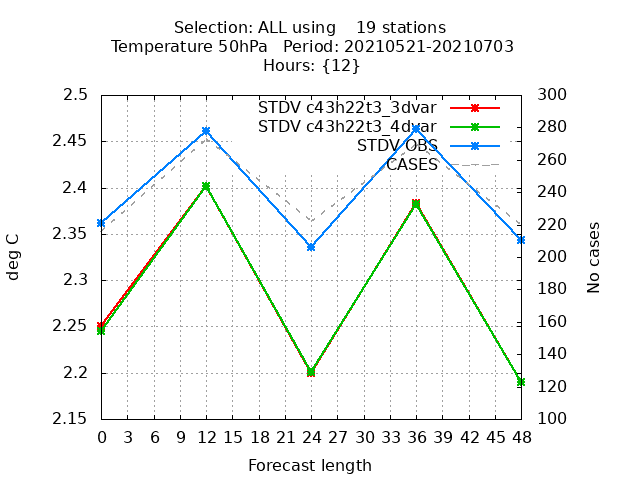 Selection: ALL using    19 stations
Temperature 50hPa   Period: 20210521-20210703
Hours: {12}
2.5
2.45
2.4
2.35
2.3
2.25
2.2
2.15
deg C
STDV c43h22t3_3dvar
STDV c43h22t3_4dvar
STDV OBS
CASES
300
280
260
240
220
200
180
160
140
120
100
No cases
0 3 6 9 12 15 18 21 24 27 30 33 36 39 42 45 48
Forecast length